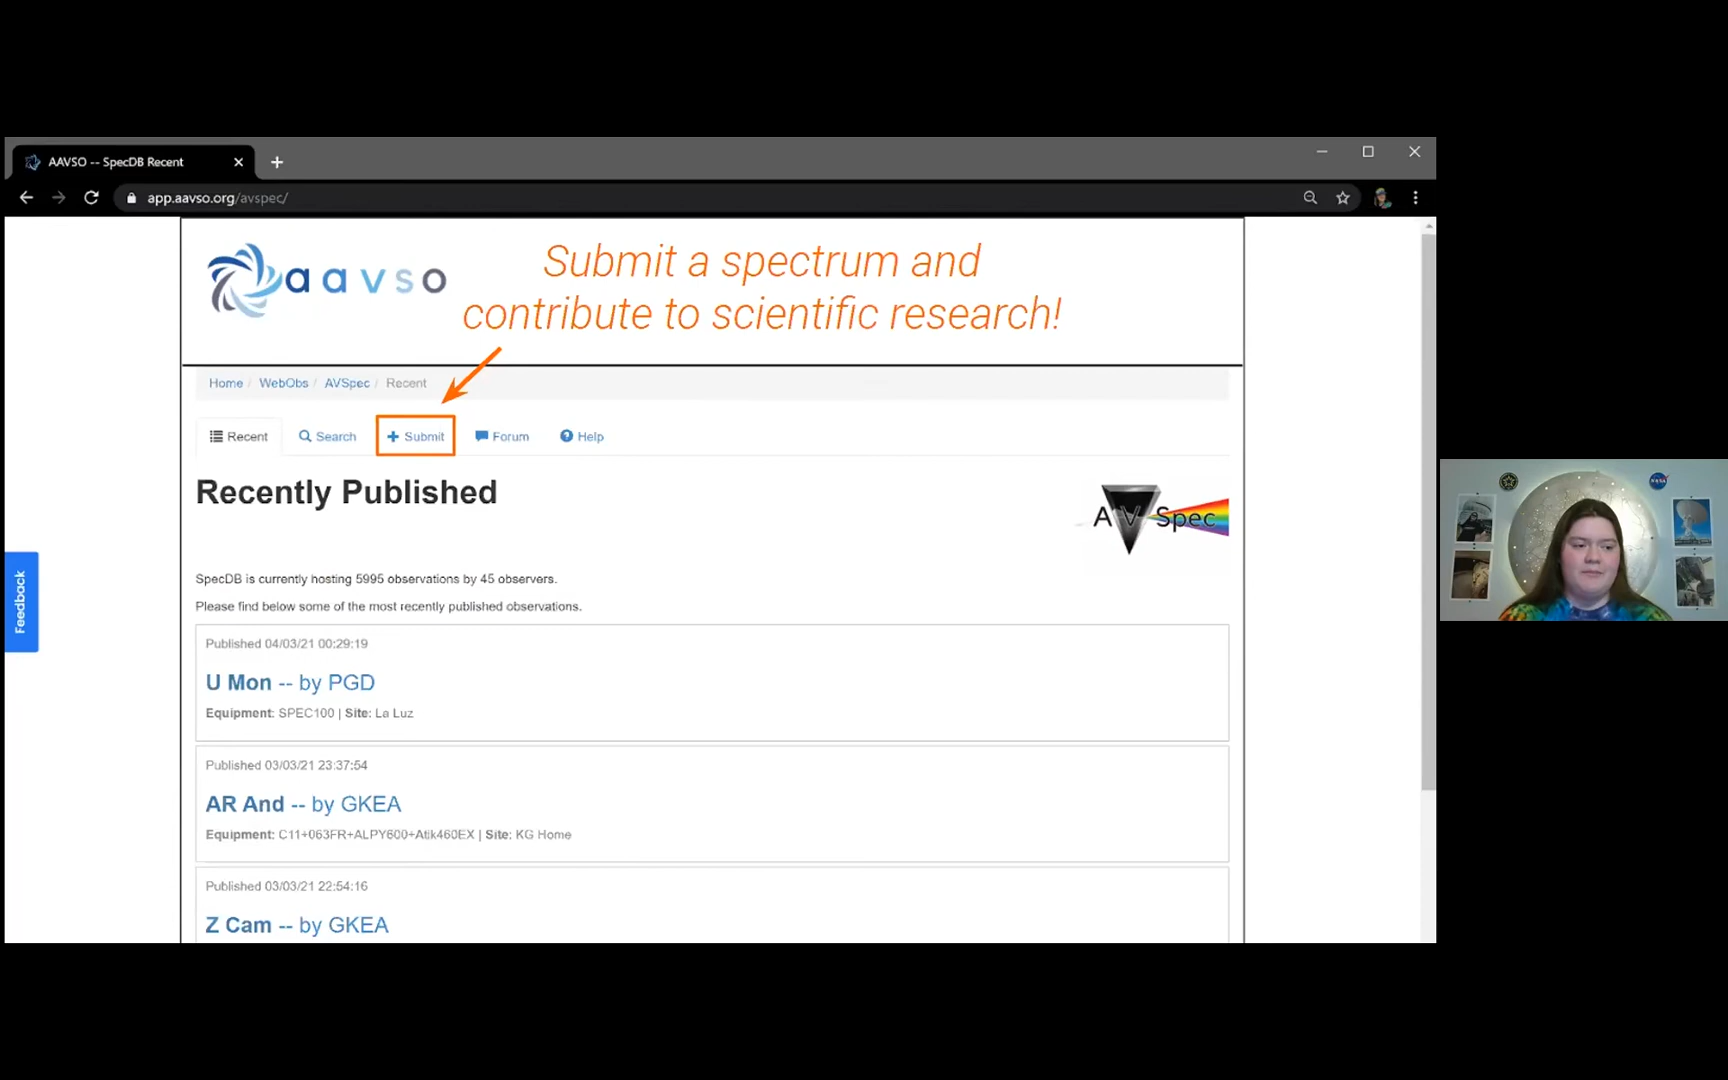 AAVSO -- SpecDB Recent
app.aavso.org/avspec/
aavso
Submit a spectrum and
contribute to scientific research!
Home / WebObs / AVSpec / Recent
Recent Search Submit Forum Help
Recently Published
AVSpec
SpecDB is currently hosting 5995 observations by 45 observers.
Please find below some of the most recently published observations.
Feedback
Published 04/03/21 00:29:19
U Mon -- by PGD
Equipment: SPEC100 | Site: La Luz
Published 03/03/21 23:37:54
AR And -- by GKEA
Equipment: C11+063FR+ALPY600+Atik460EX | Site: KG Home
Published 03/03/21 22:54:16
Z Cam -- by GKEA
NASA